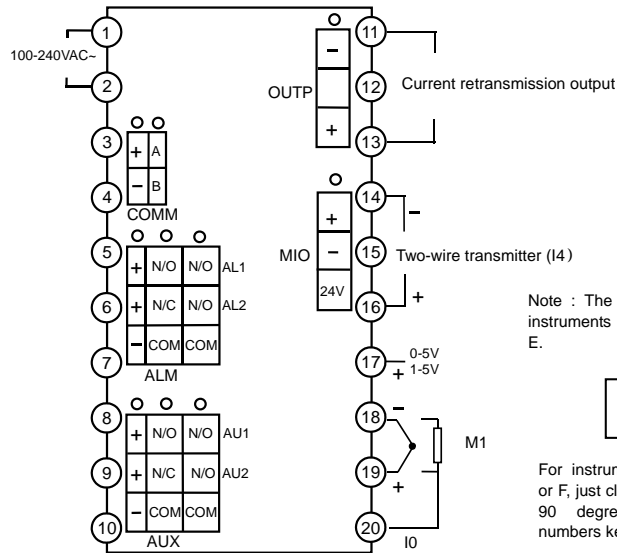 1
100-240VAC~
2
3
+ A
4
- B
COMM
5
+ N/O N/O AL1
6
+ N/C N/O AL2
- COM COM
7
ALM
8
+ N/O N/O AU1
9
+ N/C N/O AU2
10
- COM COM
AUX
11
-
OUTP
12
Current retransmission output
+
13
14
+ -
MIO
-
15
Two-wire transmitter (I4)
24V
16
+
17
0-5V
+ 1-5V
18
-
M1
19
+
20
I0
Note : The
instruments
E.
For instrum
or F, just cl
90 degre
numbers ke